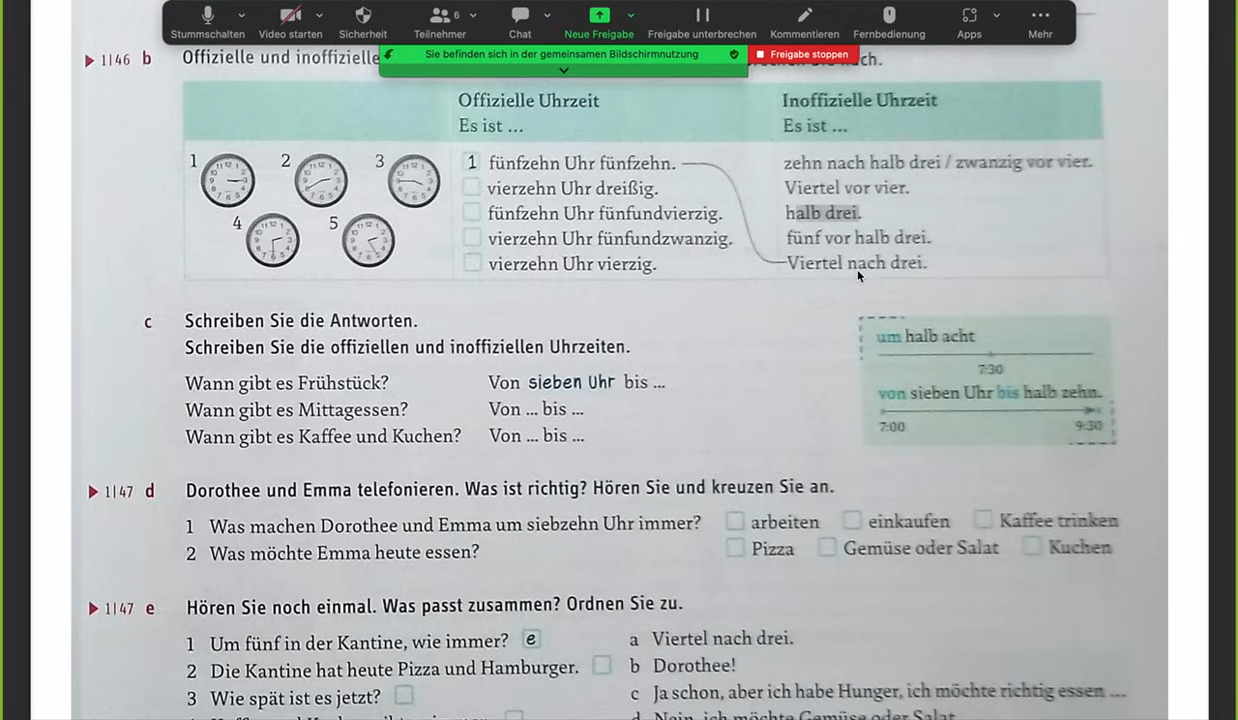 Stummschalten Video starten Sicherheit Teilnehmer 6 Chat Neue Freigabe Freigabe unterbrechen Kommentieren Fernbedienung Apps Mehr
Sie befinden sich in der gemeinsamen Bildschirmnutzung Freigabe stoppen
1|46 b Offizielle und inoffizielle ch.
Offizielle Uhrzeit Inoffizielle Uhrzeit
Es ist ... Es ist ...
1 2 3 1 fünfzehn Uhr fünfzehn. zehn nach halb drei / zwanzig vor vier.
vierzehn Uhr dreißig. Viertel vor vier.
4 5 fünfzehn Uhr fünfundvierzig. halb drei.
vierzehn Uhr fünfundzwanzig. fünf vor halb drei.
vierzehn Uhr vierzig. Viertel nach drei.
c Schreiben Sie die Antworten.
Schreiben Sie die offiziellen und inoffiziellen Uhrzeiten.
Wann gibt es Frühstück? Von sieben Uhr bis ...
Wann gibt es Mittagessen? Von ... bis ...
Wann gibt es Kaffee und Kuchen? Von ... bis ...
um halb acht
7:30
von sieben Uhr bis halb zehn.
7:00 9:30
1|47 d Dorothee und Emma telefonieren. Was ist richtig? Hören Sie und kreuzen Sie an.
1 Was machen Dorothee und Emma um siebzehn Uhr immer? arbeiten einkaufen Kaffee trinken
2 Was möchte Emma heute essen? Pizza Gemüse oder Salat Kuchen
1|47 e Hören Sie noch einmal. Was passt zusammen? Ordnen Sie zu.
1 Um fünf in der Kantine, wie immer? e a Viertel nach drei.
2 Die Kantine hat heute Pizza und Hamburger. b Dorothee!
3 Wie spät ist es jetzt? c Ja schon, aber ich habe Hunger, ich möchte richtig essen ...
d Nein, ich möchte Gemüse oder Salat